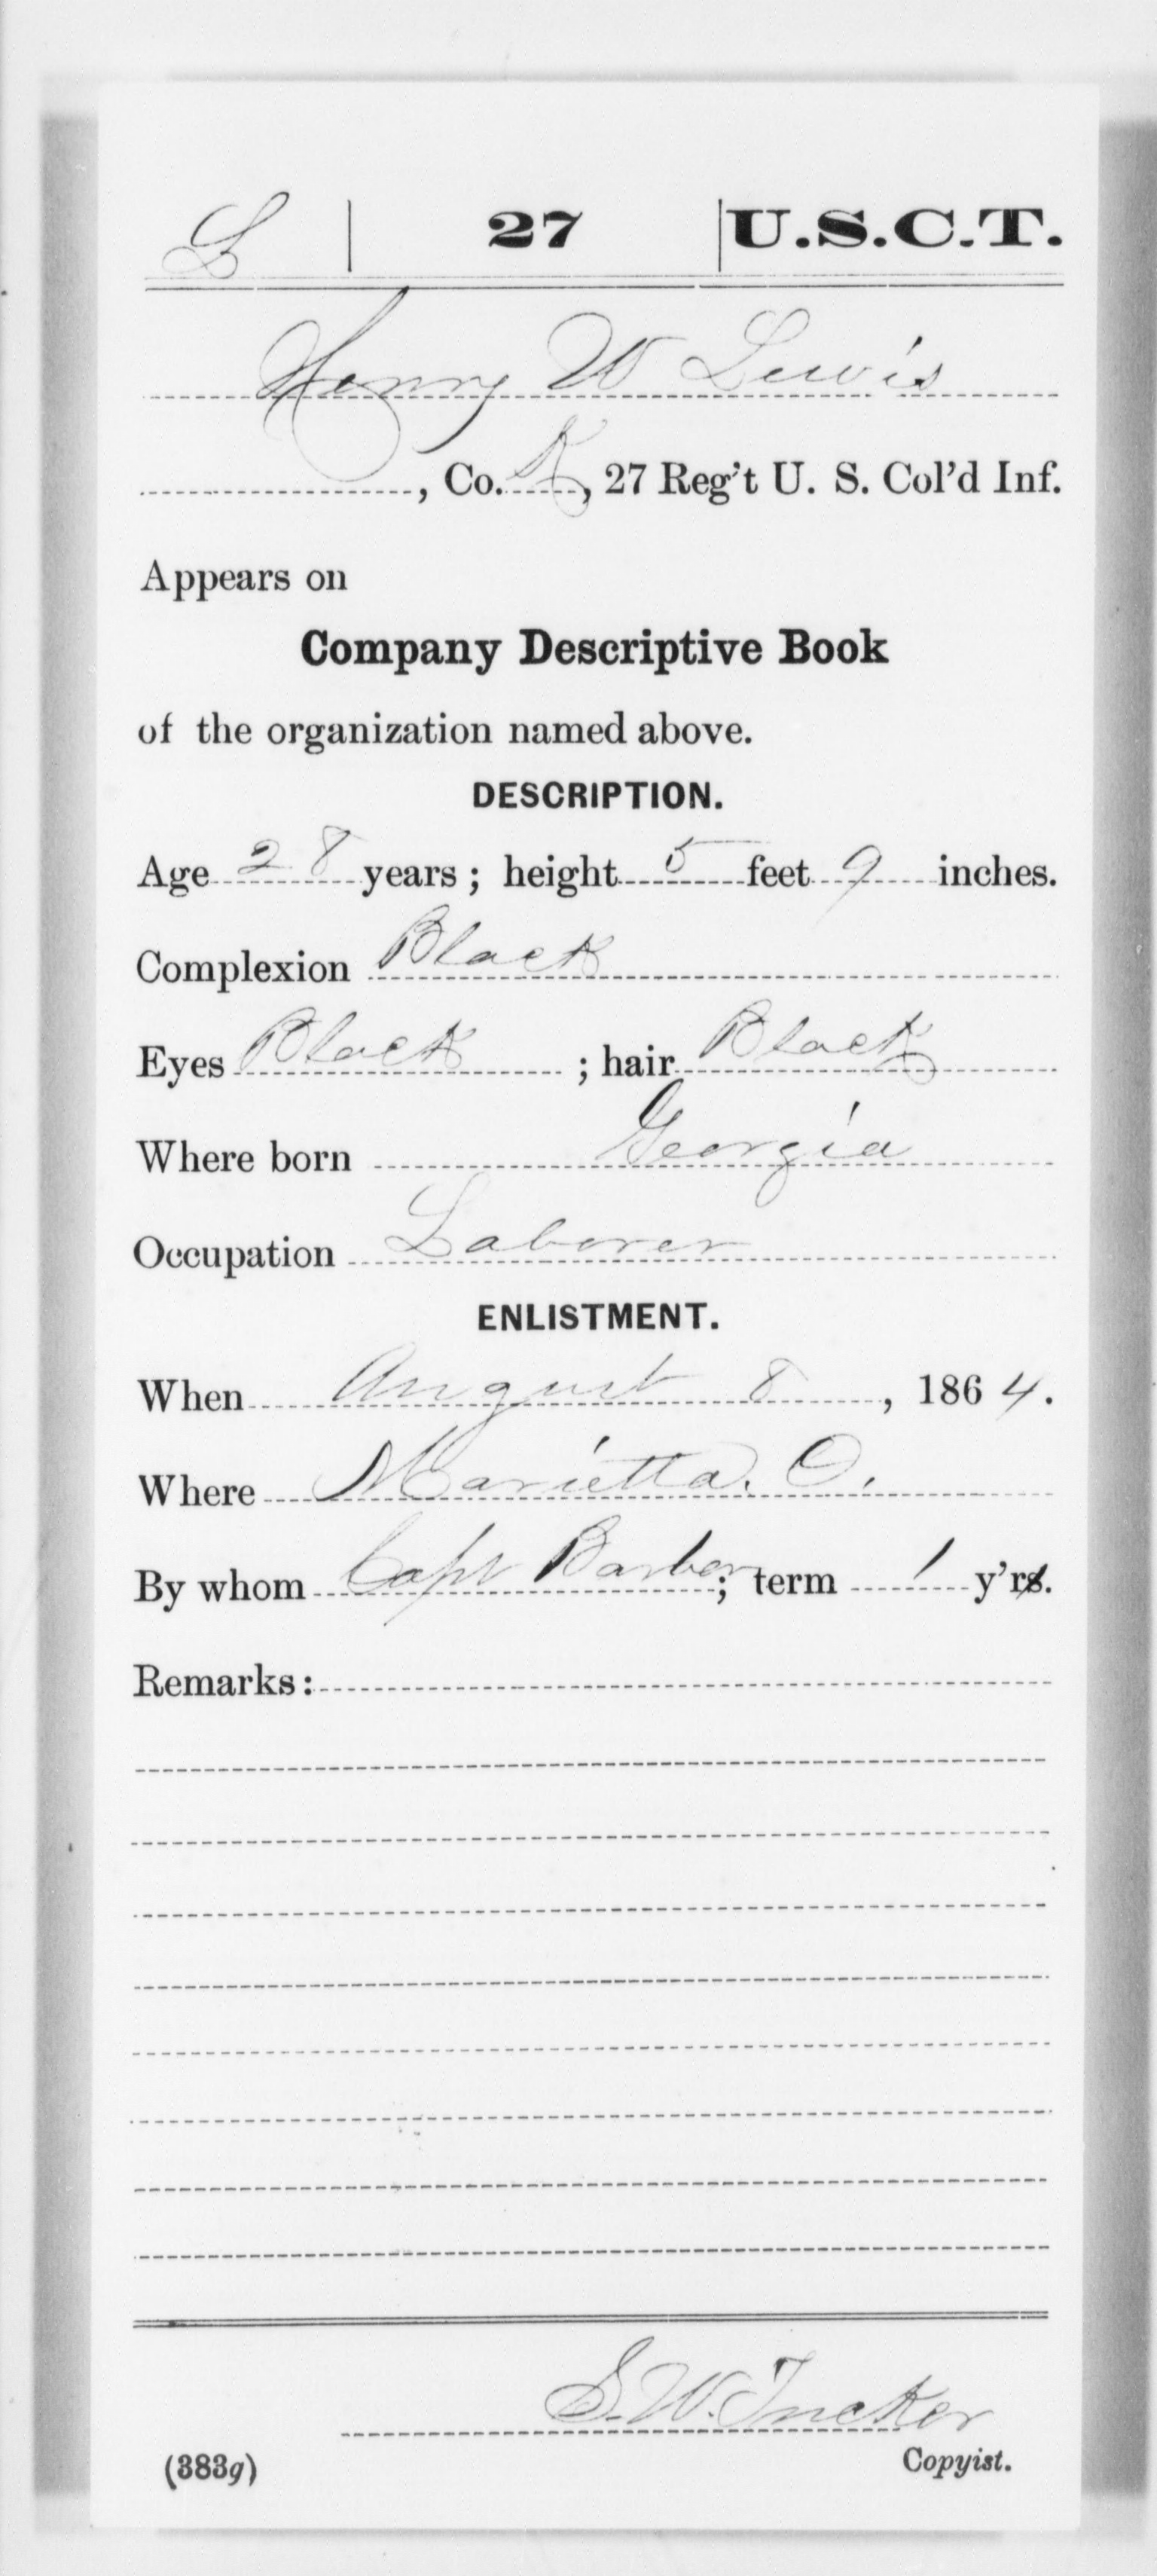 L | 27 | U.S.C.T.
Henry W Lewis
, Co. K, 27 Reg't U. S. Col'd Inf.
Appears on
Company Descriptive Book
of the organization named above.
DESCRIPTION.
Age 28 years; height 5 feet 9 inches.
Complexion Black
Eyes Black ; hair Black
Where born Georgia
Occupation Laborer
ENLISTMENT.
When August 8, 1864.
Where Marietta. O.
By whom Capt Barber; term 1 y'rs.
Remarks:
S. W. Tucker
(383g) Copyist.